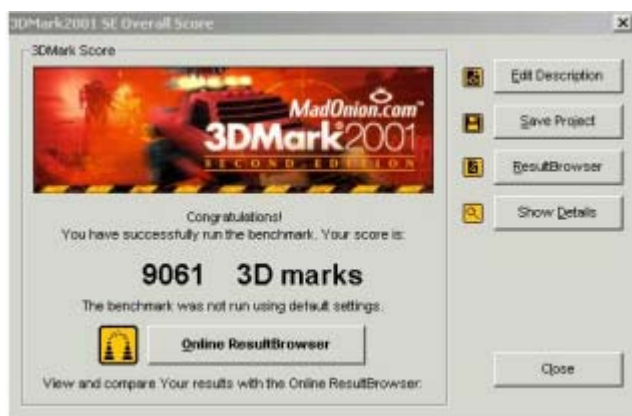 3DMark2001 SE Overall Score
3DMark Score
MadOnion.com™
3DMark2001
SECOND EDITION
Congratulations!
You have successfully run the benchmark. Your score is:
9061 3D marks
The benchmark was not run using default settings.
Online ResultBrowser
View and compare Your results with the Online ResultBrowser.
Edit Description
Save Project
ResultBrowser
Show Details
Close